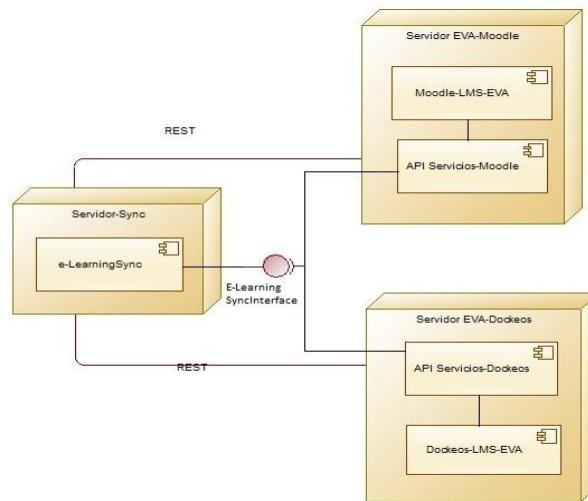 Servidor EVA-Moodle
Moodle-LMS-EVA
REST
API Servicios-Moodle
Servidor-Sync
e-LearningSync
E-Learning
SyncInterface
Servidor EVA-Dockeos
API Servicios-Dockeos
REST
Dockeos-LMS-EVA